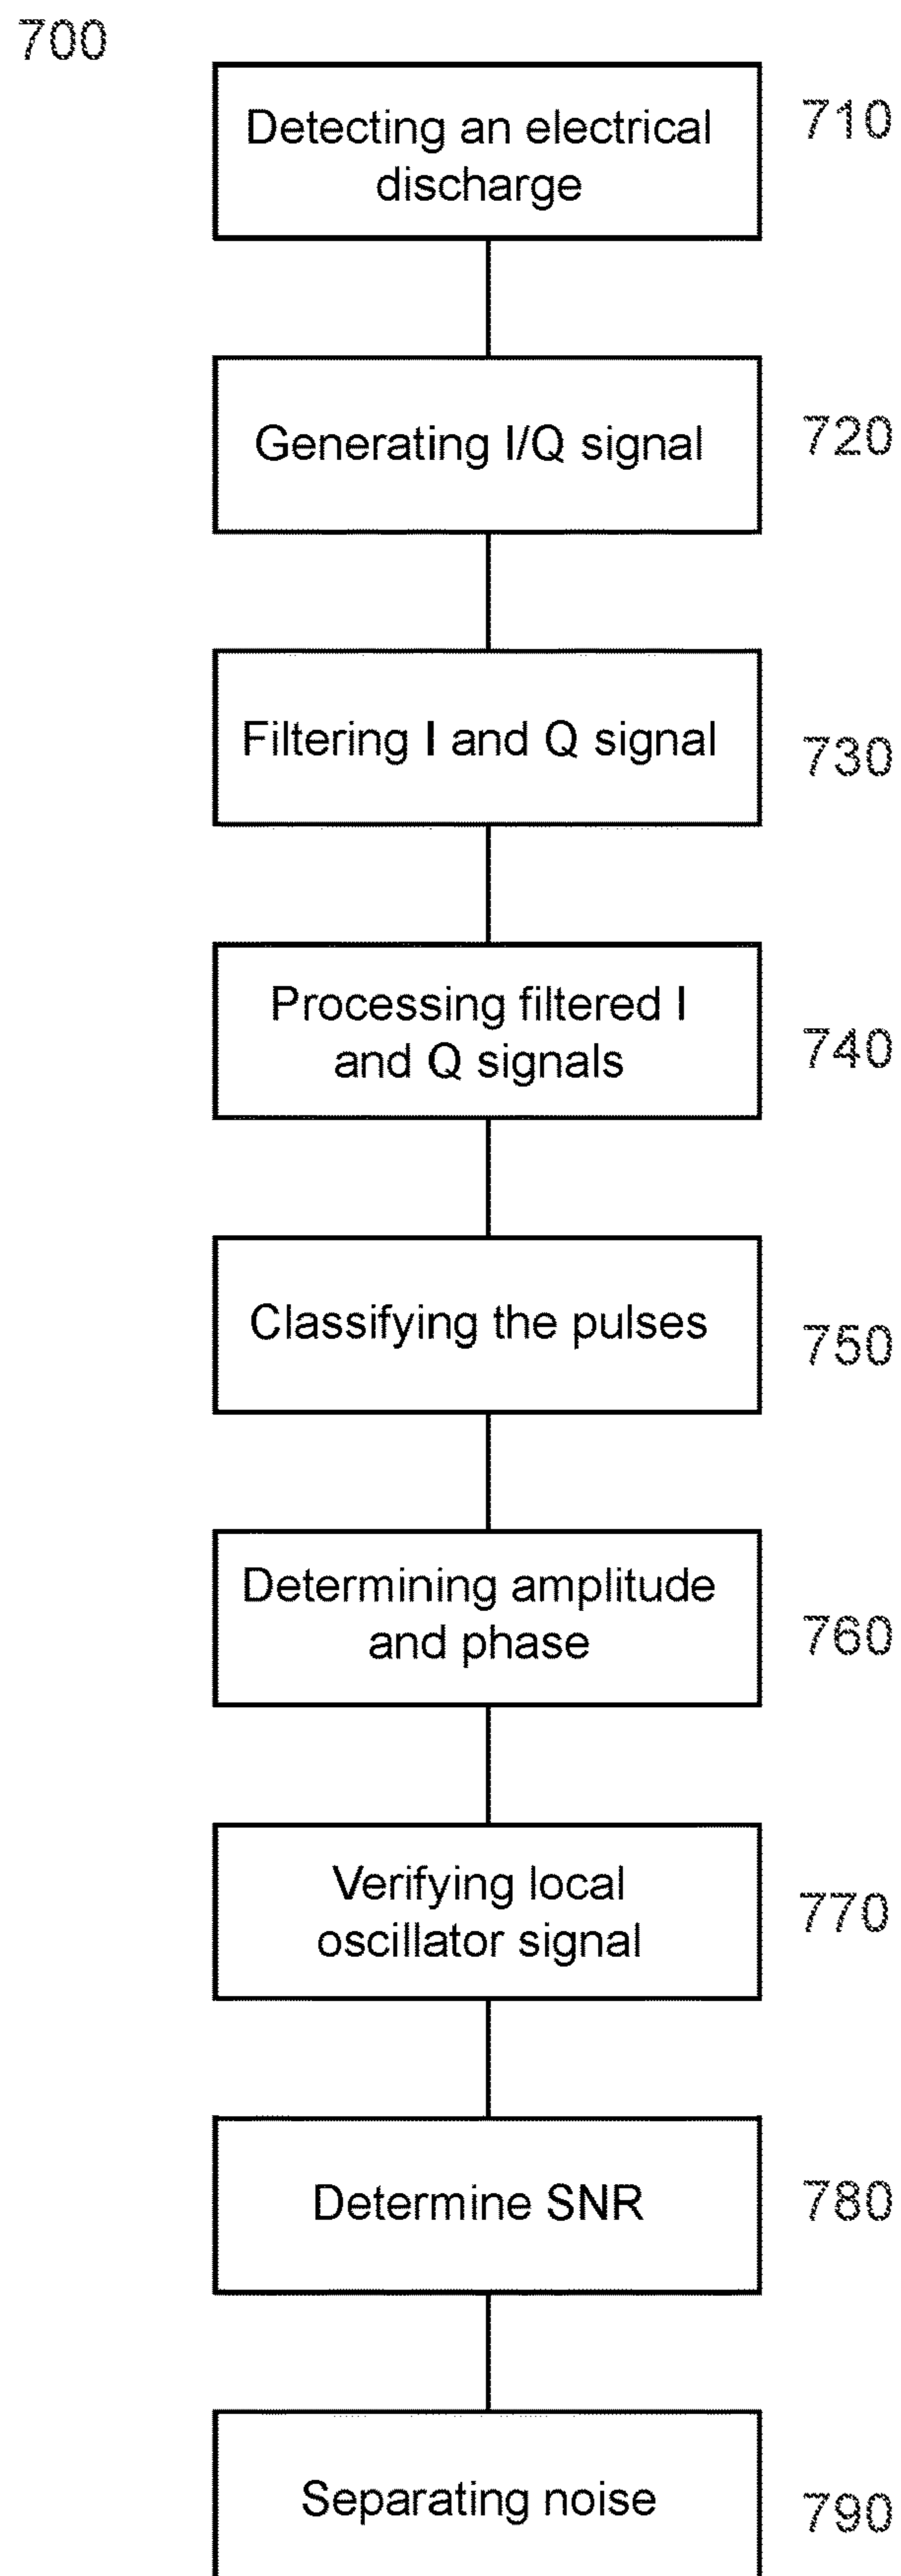 700
Detecting an electrical
discharge
710
Generating I/Q signal
720
Filtering I and Q signal
730
Processing filtered I
and Q signals
740
Classifying the pulses
750
Determining amplitude
and phase
760
Verifying local
oscillator signal
770
Determine SNR
780
Separating noise
790